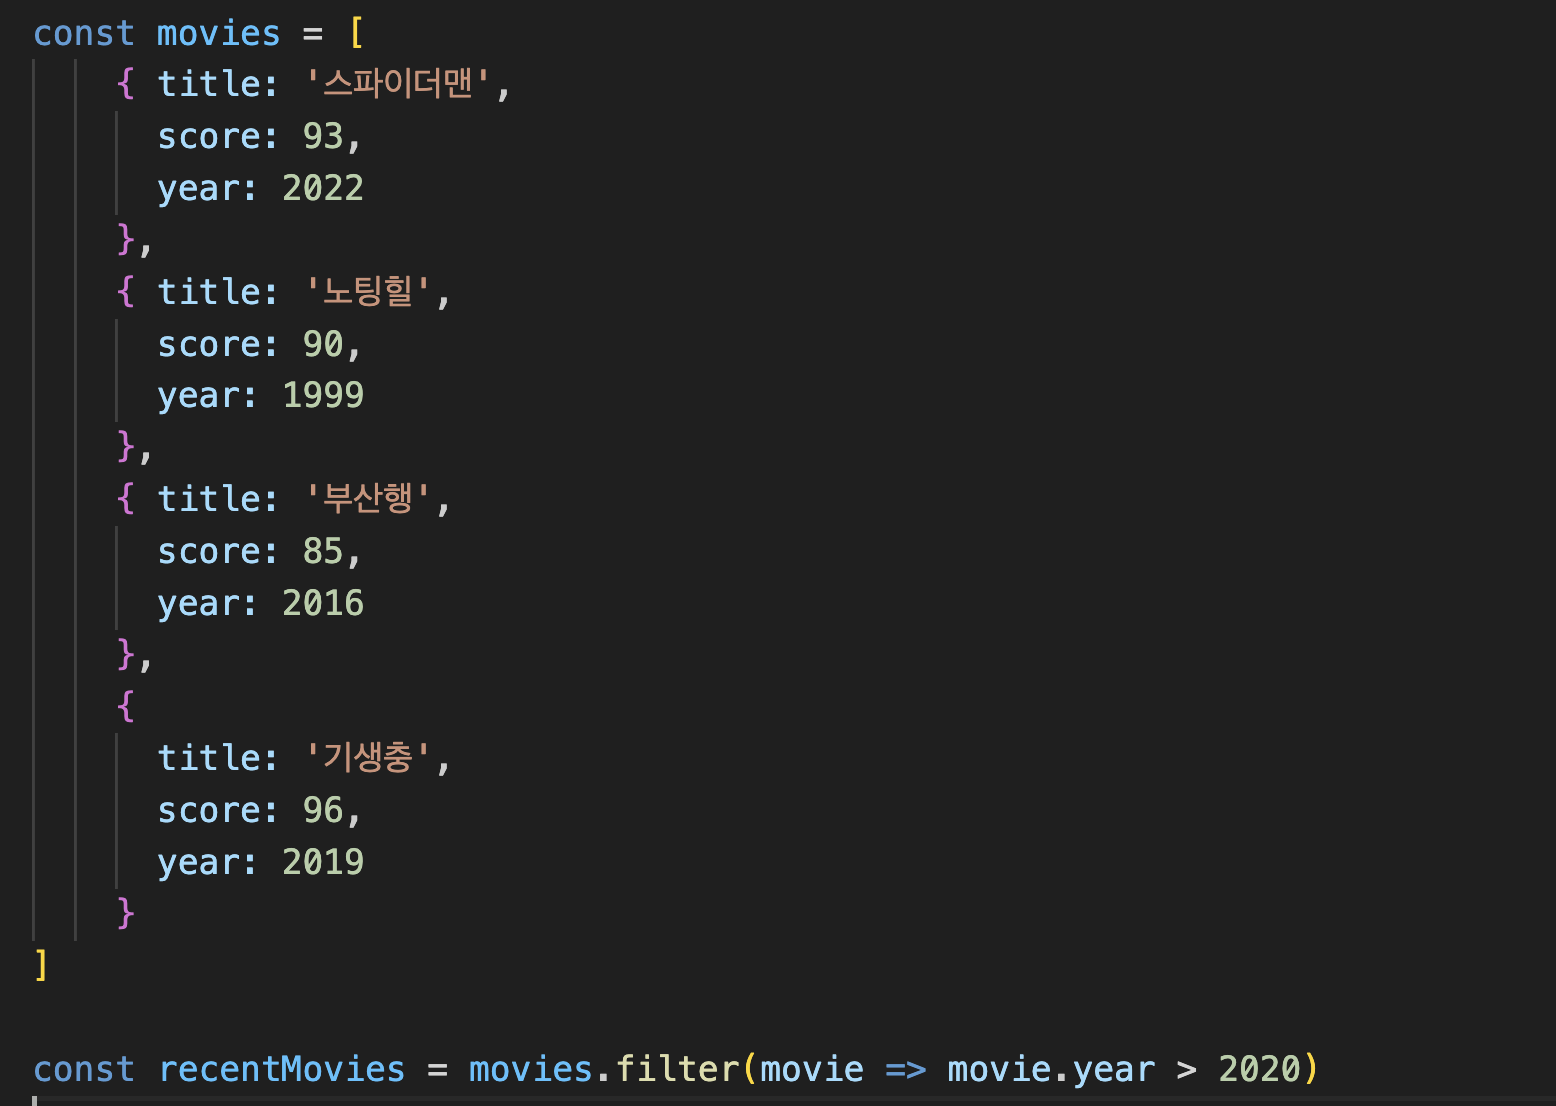 const movies = [
{ title: '스파이더맨',
score: 93,
year: 2022
},
{ title: '노팅힐',
score: 90,
year: 1999
},
{ title: '부산행',
score: 85,
year: 2016
},
{
title: '기생충',
score: 96,
year: 2019
}
]
const recentMovies = movies.filter(movie => movie.year > 2020)